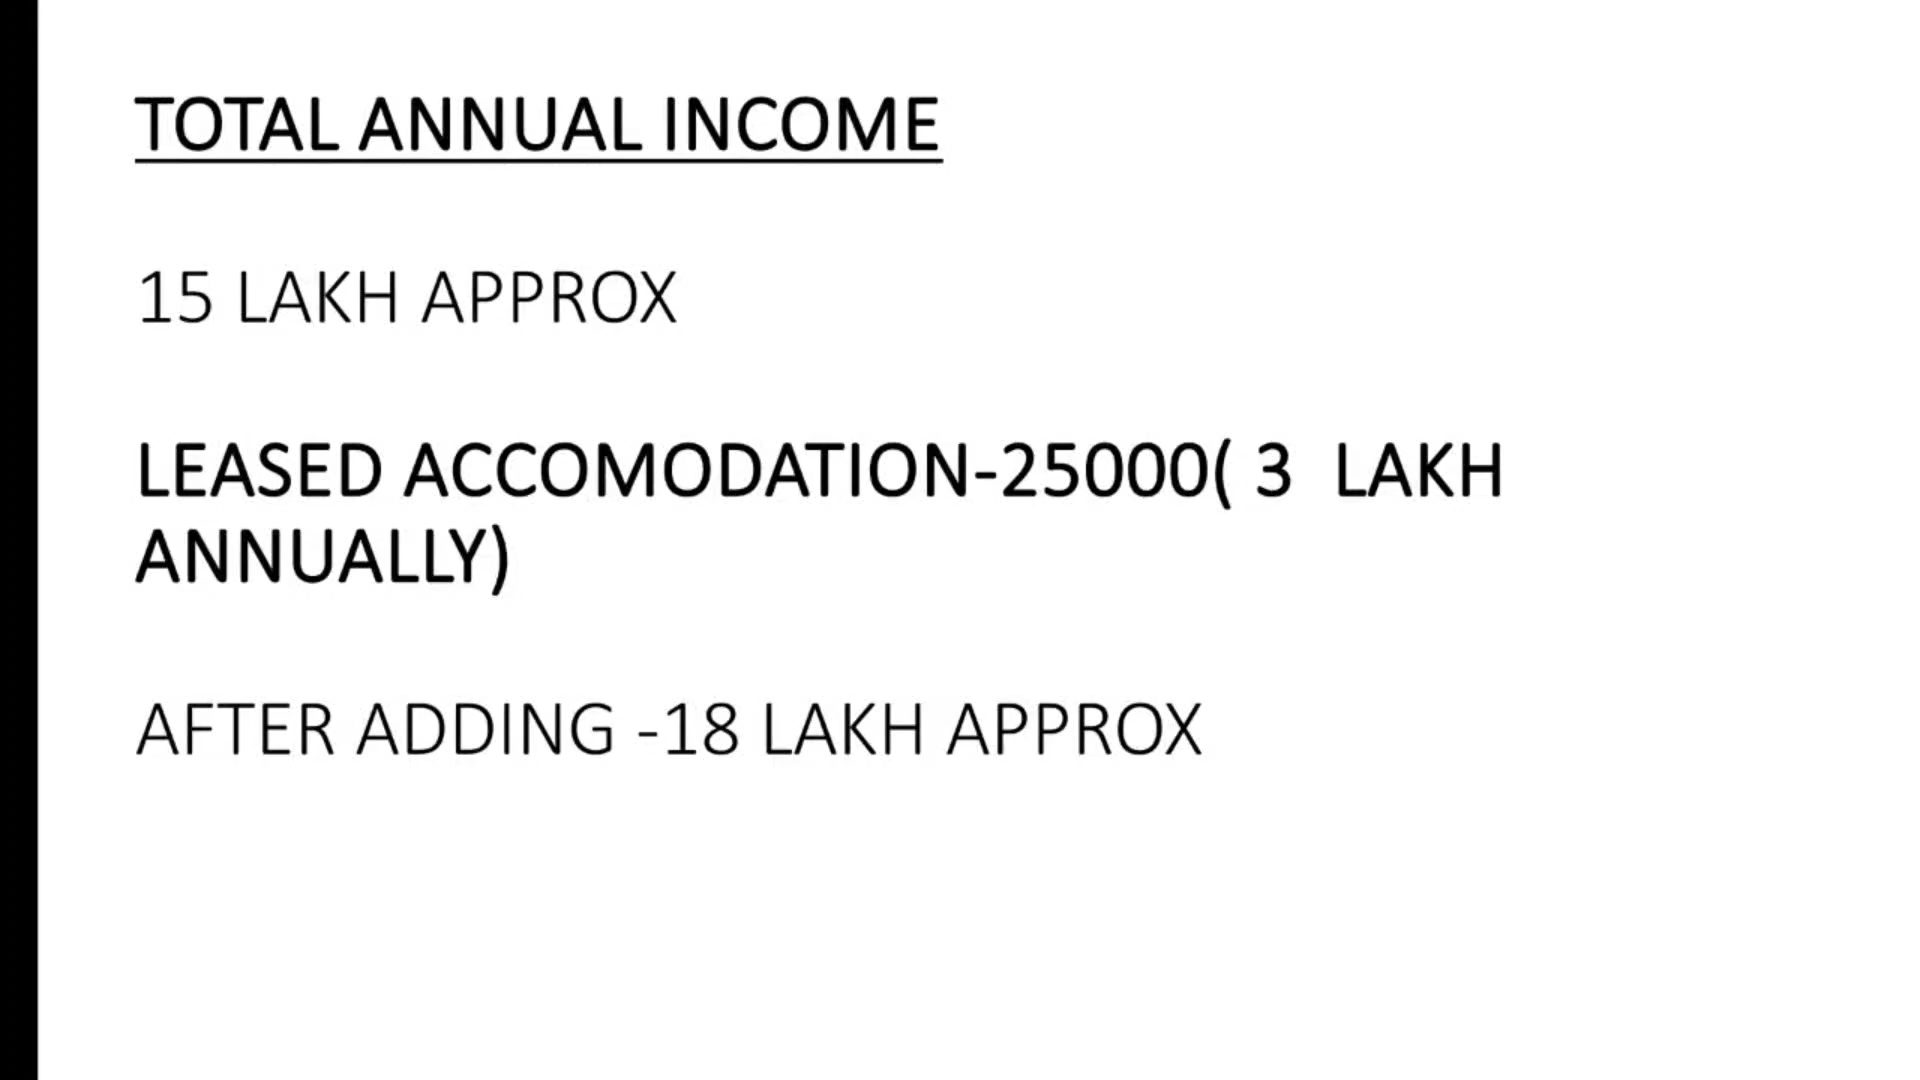 TOTAL ANNUAL INCOME
15 LAKH APPROX
LEASED ACCOMODATION-25000( 3  LAKH
ANNUALLY)
AFTER ADDING -18 LAKH APPROX